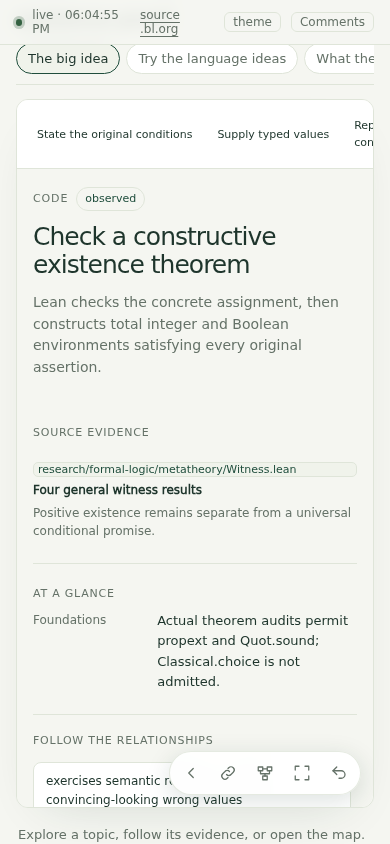 live · 06:04:55 PM
source .bl.org
theme
Comments
The big idea
Try the language ideas
What the
State the original conditions
Supply typed values
Rep
con
CODE
observed
Check a constructive
existence theorem
Lean checks the concrete assignment, then
constructs total integer and Boolean
environments satisfying every original
assertion.
SOURCE EVIDENCE
research/formal-logic/metatheory/Witness.lean
Four general witness results
Positive existence remains separate from a universal
conditional promise.
AT A GLANCE
Foundations
Actual theorem audits permit
propext and Quot.sound;
Classical.choice is not
admitted.
FOLLOW THE RELATIONSHIPS
exercises semantic
convincing-looking wrong values
Explore a topic, follow its evidence, or open the map.